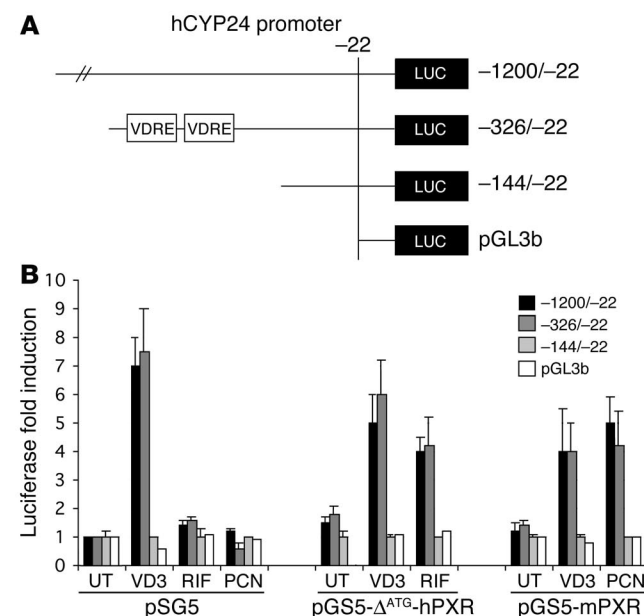 A
hCYP24 promoter
–22
LUC –1200/–22
VDRE VDRE LUC –326/–22
LUC –144/–22
LUC pGL3b
B
Luciferase fold induction
10
9
8
7
6
5
4
3
2
1
0
–1200/–22
–326/–22
–144/–22
pGL3b
UT VD3 RIF PCN UT VD3 RIF UT VD3 PCN
pSG5 pGS5-Δᴬᵀᴳ-hPXR pGS5-mPXR